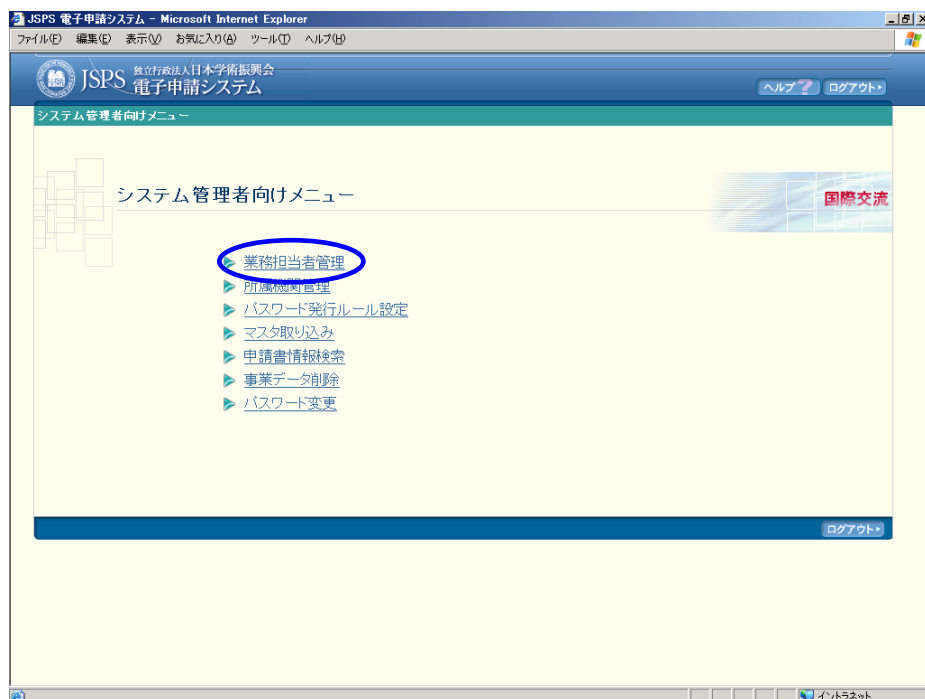 JSPS 電子申請システム - Microsoft Internet Explorer
ファイル(F) 編集(E) 表示(V) お気に入り(A) ツール(T) ヘルプ(H)
JSPS 独立行政法人日本学術振興会
電子申請システム
ヘルプ ? ログアウト
システム管理者向けメニュー
システム管理者向けメニュー
国際交流
業務担当者管理
所属機関管理
パスワード発行ルール設定
マスタ取り込み
申請書情報検索
事業データ削除
パスワード変更
ログアウト
イントラネット